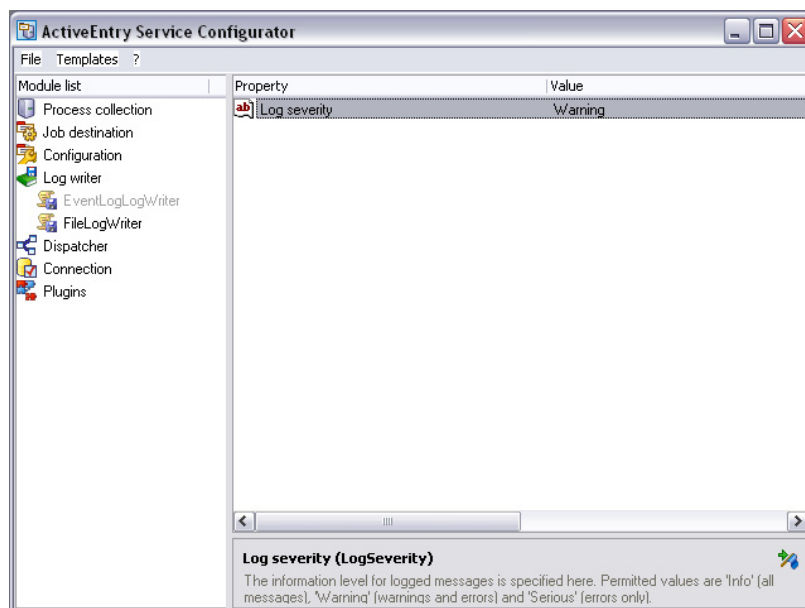 ActiveEntry Service Configurator
File Templates ?
Module list
Property Value
Process collection
ab Log severity Warning
Job destination
Configuration
Log writer
EventLogLogWriter
FileLogWriter
Dispatcher
Connection
Plugins
Log severity (LogSeverity)
The information level for logged messages is specified here. Permitted values are 'Info' (all
messages), 'Warning' (warnings and errors) and 'Serious' (errors only).